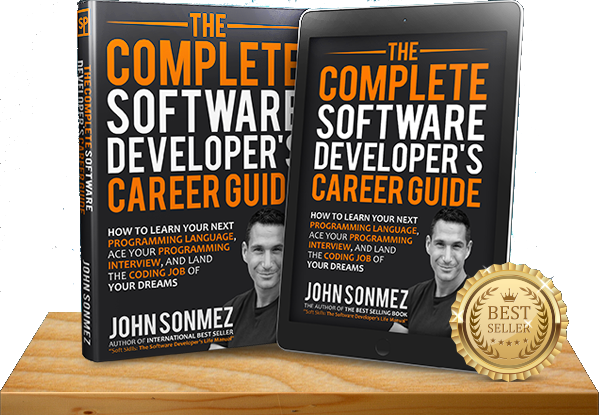 SP
THE COMPLETE SOFTWARE
DEVELOPER'S CAREER GUIDE
JOHN SONMEZ
THE
COMPLETE
SOFTWARE
DEVELOPER'S
CAREER GUIDE
HOW TO LEARN YOUR NEXT
PROGRAMMING LANGUAGE,
ACE YOUR PROGRAMMING
INTERVIEW, AND LAND
THE CODING JOB OF
YOUR DREAMS
JOHN SONMEZ
AUTHOR OF INTERNATIONAL BEST SELLER
"Soft Skills: The Software Developer's Life Manual"
THE
COMPLETE
SOFTWARE
DEVELOPER'S
CAREER GUIDE
HOW TO LEARN YOUR NEXT
PROGRAMMING LANGUAGE,
ACE YOUR PROGRAMMING
INTERVIEW, AND LAND
THE CODING JOB OF
YOUR DREAMS
JOHN SONMEZ
THE AUTHOR OF THE BEST SELLING BOOK
"Soft Skills: The Software Developer's Life Manual"
BEST
SELLER